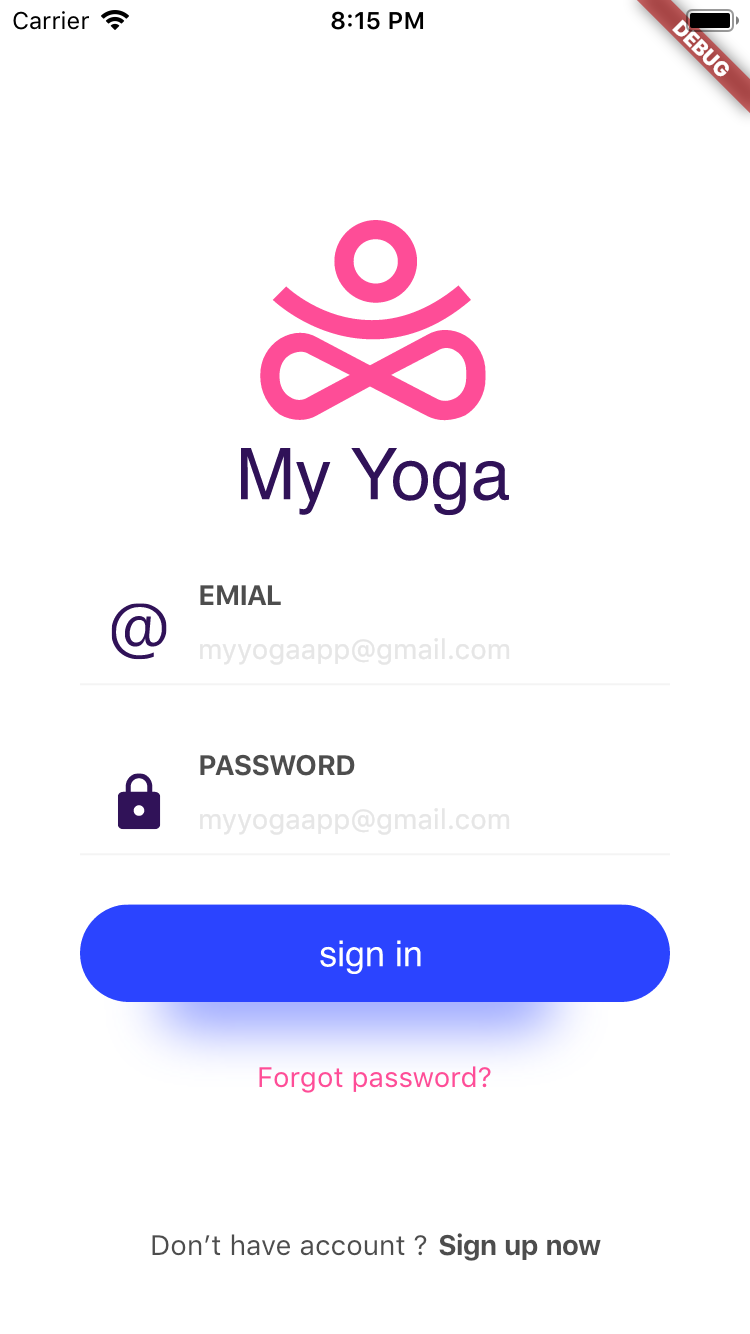 Carrier 8:15 PM
DEBUG
My Yoga
EMIAL
@ myyogaapp@gmail.com
PASSWORD
myyogaapp@gmail.com
sign in
Forgot password?
Don’t have account ? Sign up now